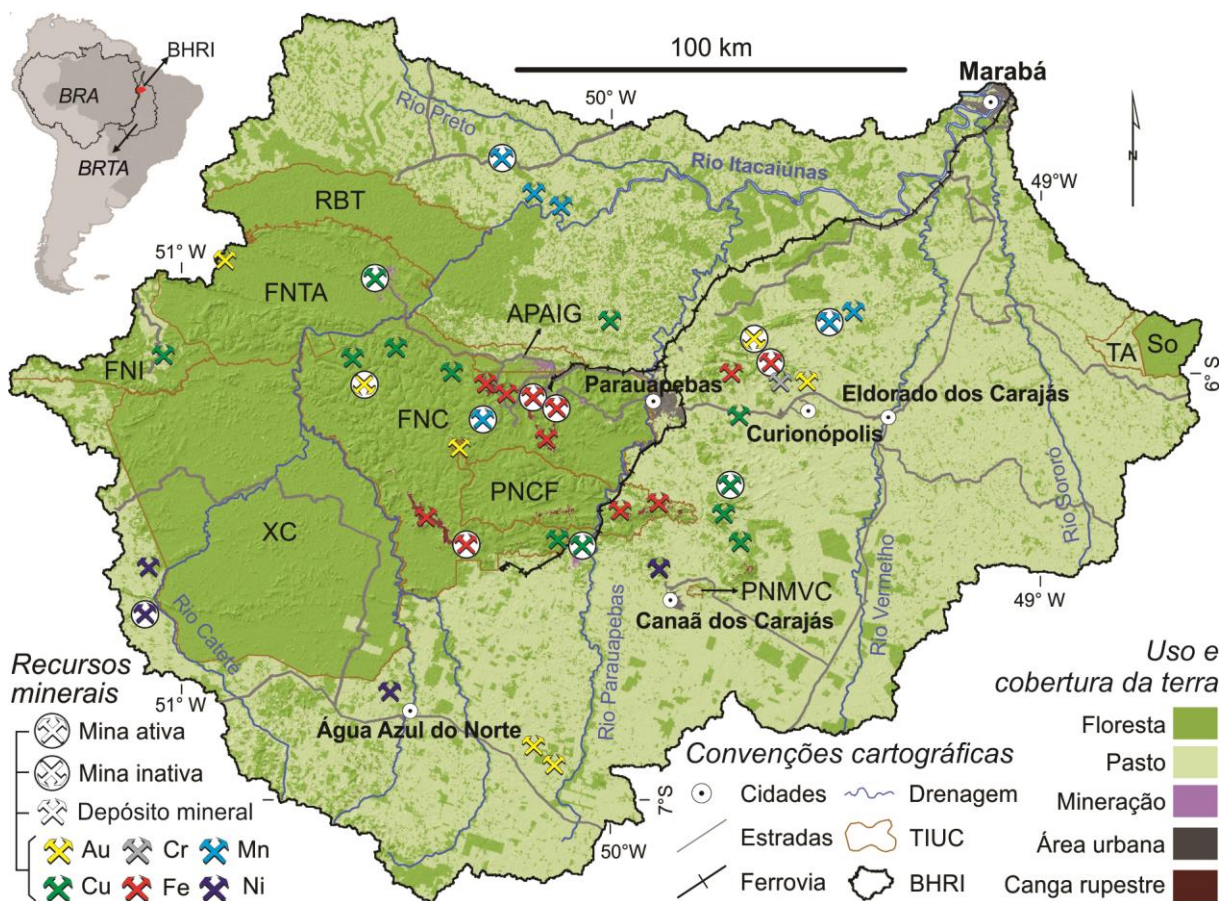 BHRI
BRA
BRTA
100 km
Marabá
50° W
Rio Preto
Rio Itacaiúnas
N
49°W
RBT
51° W
FNTA
APAIG
FNI
TA
So
6° S
Parauapebas
Eldorado dos Carajás
FNC
Curionópolis
PNCF
XC
Rio Sororó
PNMVC
Rio Vermelho
49° W
Canaã dos Carajás
Rio Catete
Rio Parauapebas
51° W
Água Azul do Norte
7° S
50° W
Recursos
minerais
Mina ativa
Mina inativa
Depósito mineral
Au
Cr
Mn
Cu
Fe
Ni
Convenções cartográficas
Cidades
Drenagem
Estradas
TIUC
Ferrovia
BHRI
Uso e
cobertura da terra
Floresta
Pasto
Mineração
Área urbana
Canga rupestre